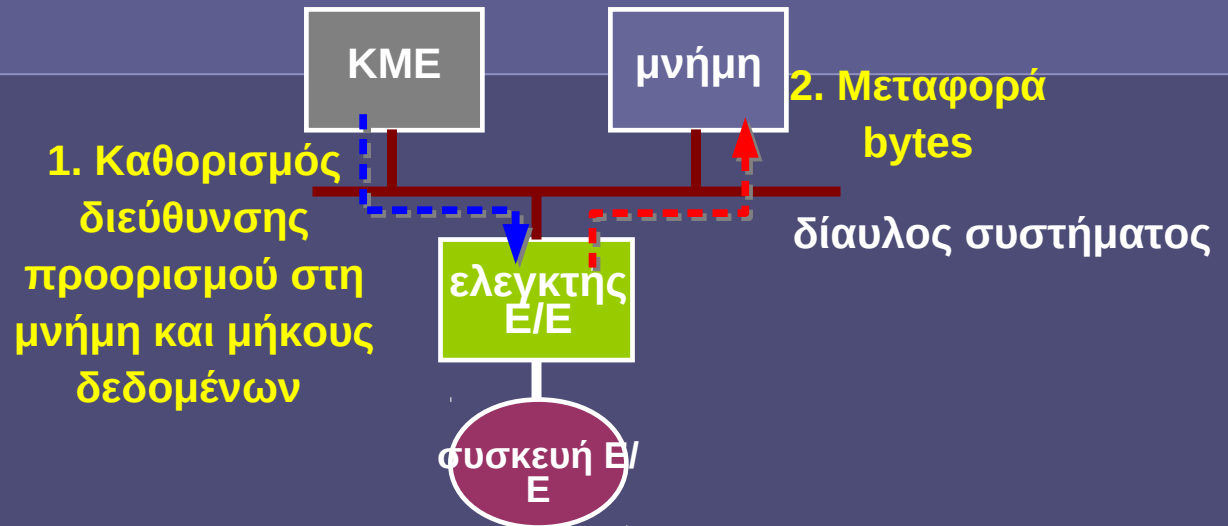 ΚΜΕ
μνήμη
2. Μεταφορά
bytes
1. Καθορισμός
διεύθυνσης
προορισμού στη
μνήμη και μήκους
δεδομένων
δίαυλος συστήματος
ελεγκτής
Ε/Ε
συσκευή Ε/
Ε